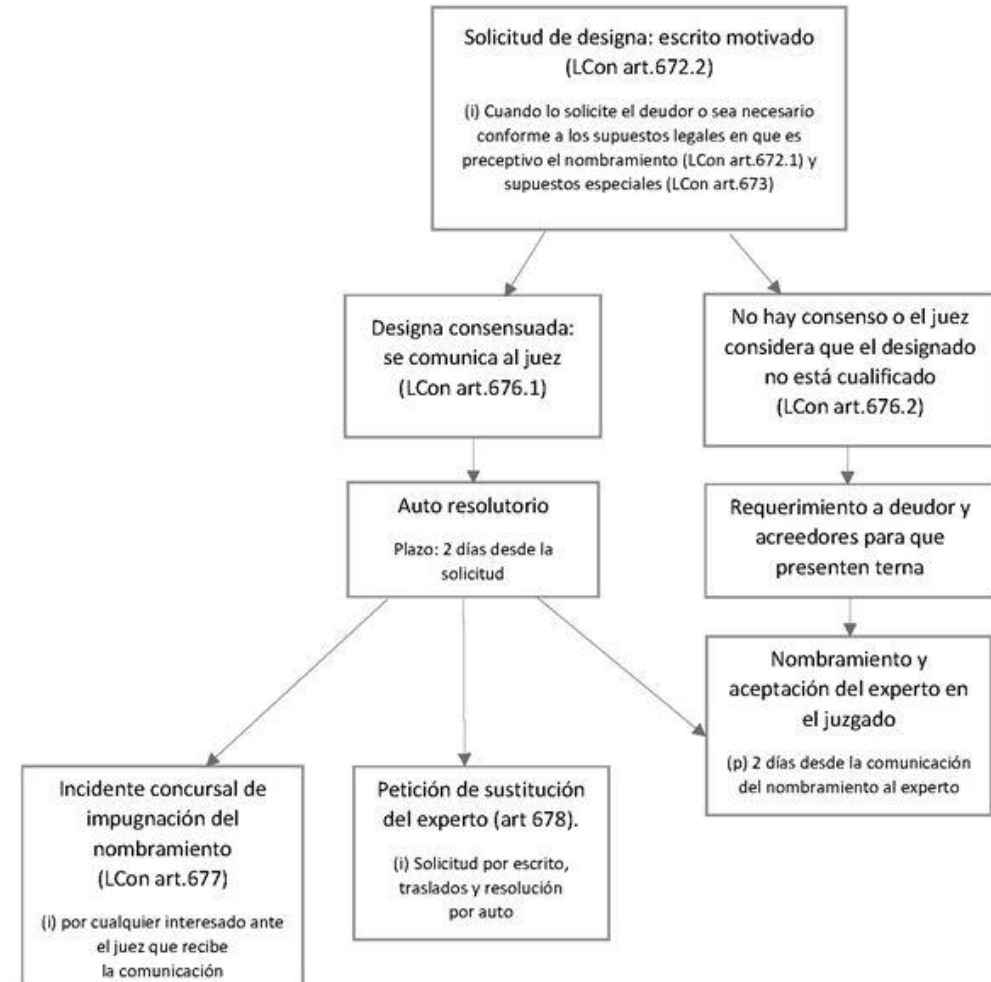 Solicitud de designa: escrito motivado
(LCon art.672.2)
(i) Cuando lo solicite el deudor o sea necesario
conforme a los supuestos legales en que es
preceptivo el nombramiento (LCon art.672.1) y
supuestos especiales (LCon art.673)
Designa consensuada:
se comunica al juez
(LCon art.676.1)
No hay consenso o el juez
considera que el designado
no está cualificado
(LCon art.676.2)
Auto resolutorio
Plazo: 2 días desde la
solicitud
Requerimiento a deudor y
acreedores para que
presenten terna
Nombramiento y
aceptación del experto en
el juzgado
(p) 2 días desde la comunicación
del nombramiento al experto
Incidente concursal de
impugnación del
nombramiento
(LCon art.677)
(i) por cualquier interesado ante
el juez que recibe
la comunicación
Petición de sustitución
del experto (art 678).
(i) Solicitud por escrito,
traslados y resolución
por auto